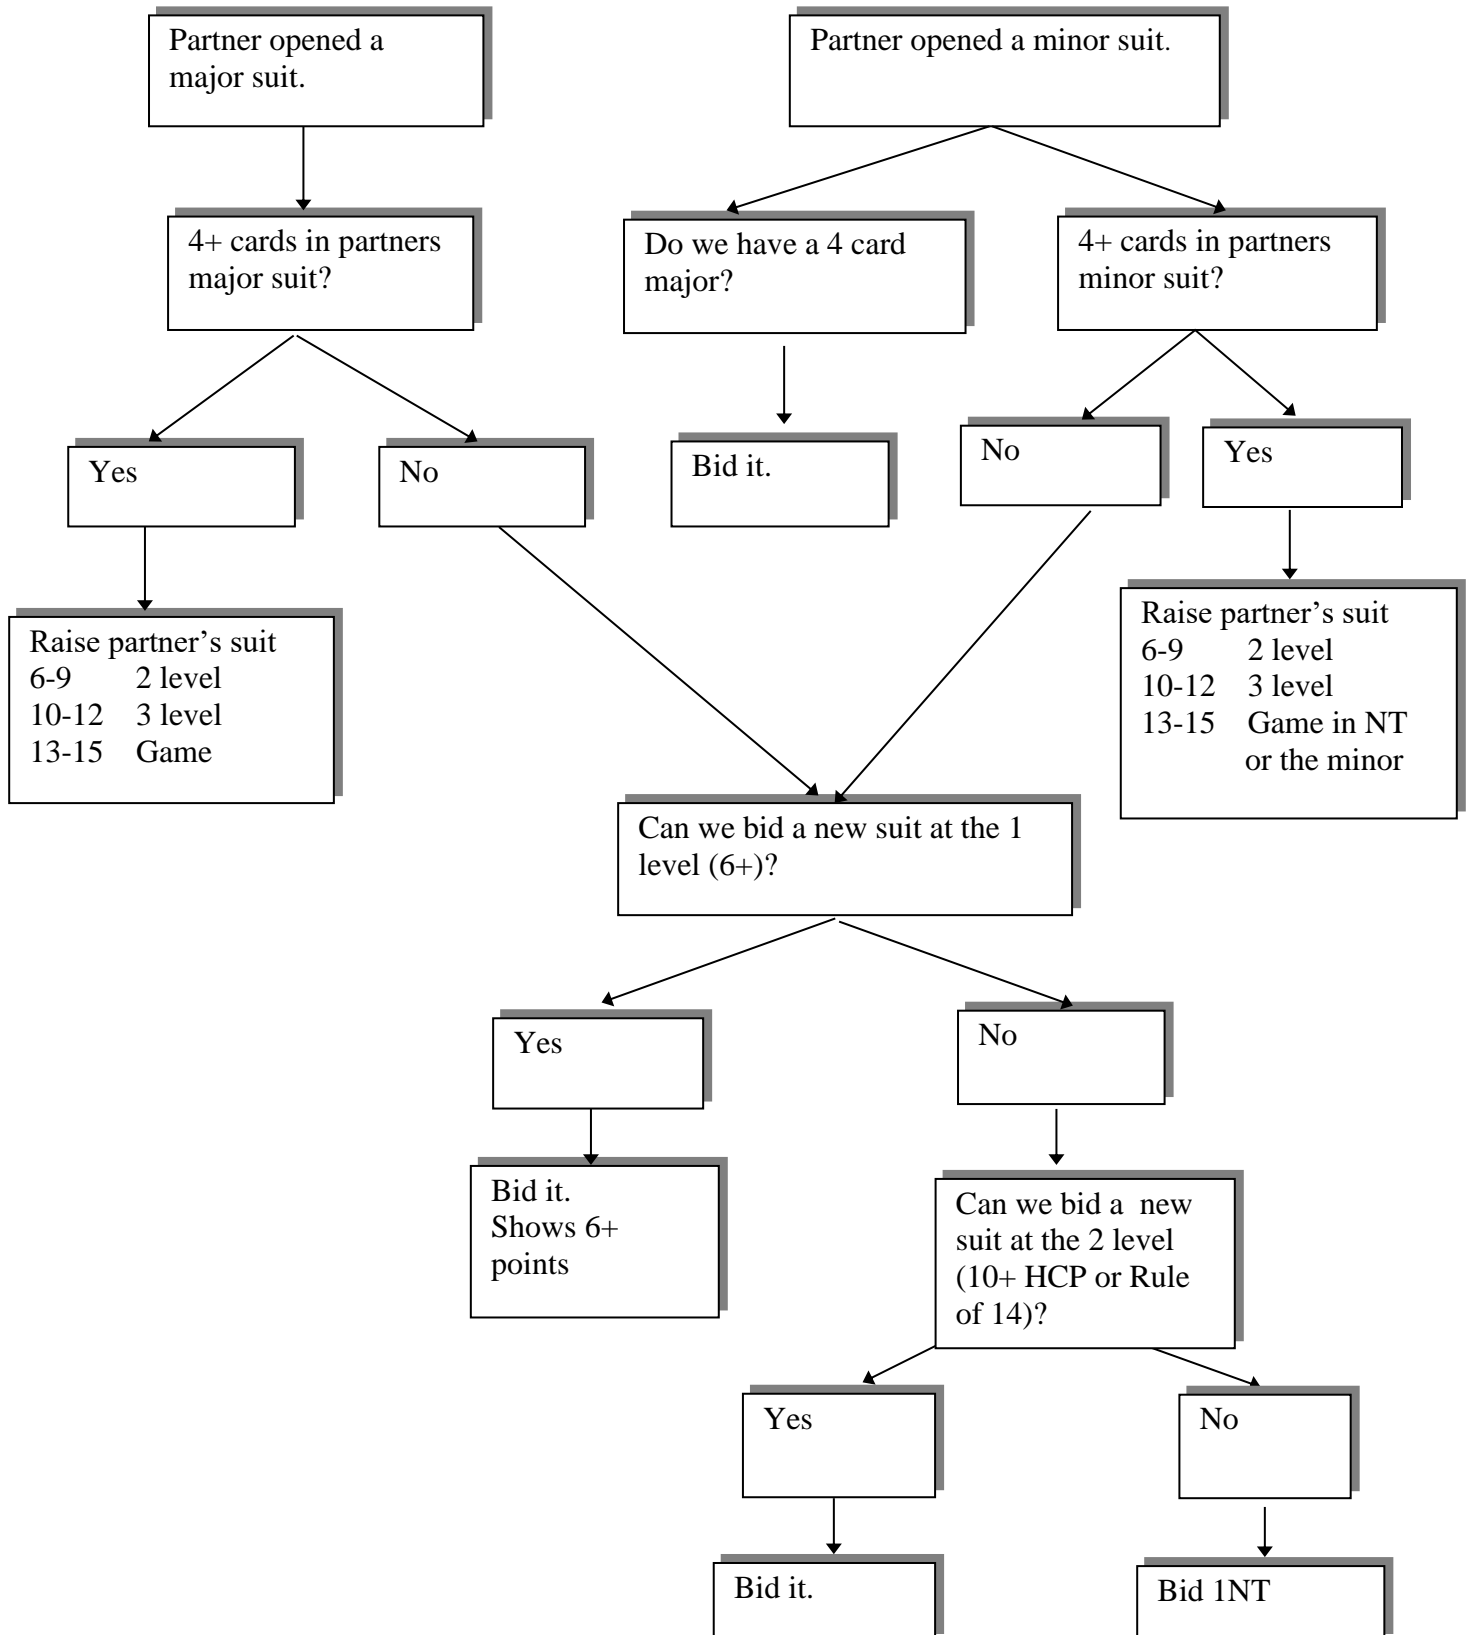 Partner opened a
major suit.
Partner opened a minor suit.
4+ cards in partners
major suit?
Do we have a 4 card
major?
4+ cards in partners
minor suit?
Yes
No
Bid it.
No
Yes
Raise partner’s suit
6-9 2 level
10-12 3 level
13-15 Game
Raise partner’s suit
6-9 2 level
10-12 3 level
13-15 Game in NT
or the minor
Can we bid a new suit at the 1
level (6+)?
Yes
No
Bid it.
Shows 6+
points
Can we bid a new
suit at the 2 level
(10+ HCP or Rule
of 14)?
Yes
No
Bid it.
Bid 1NT